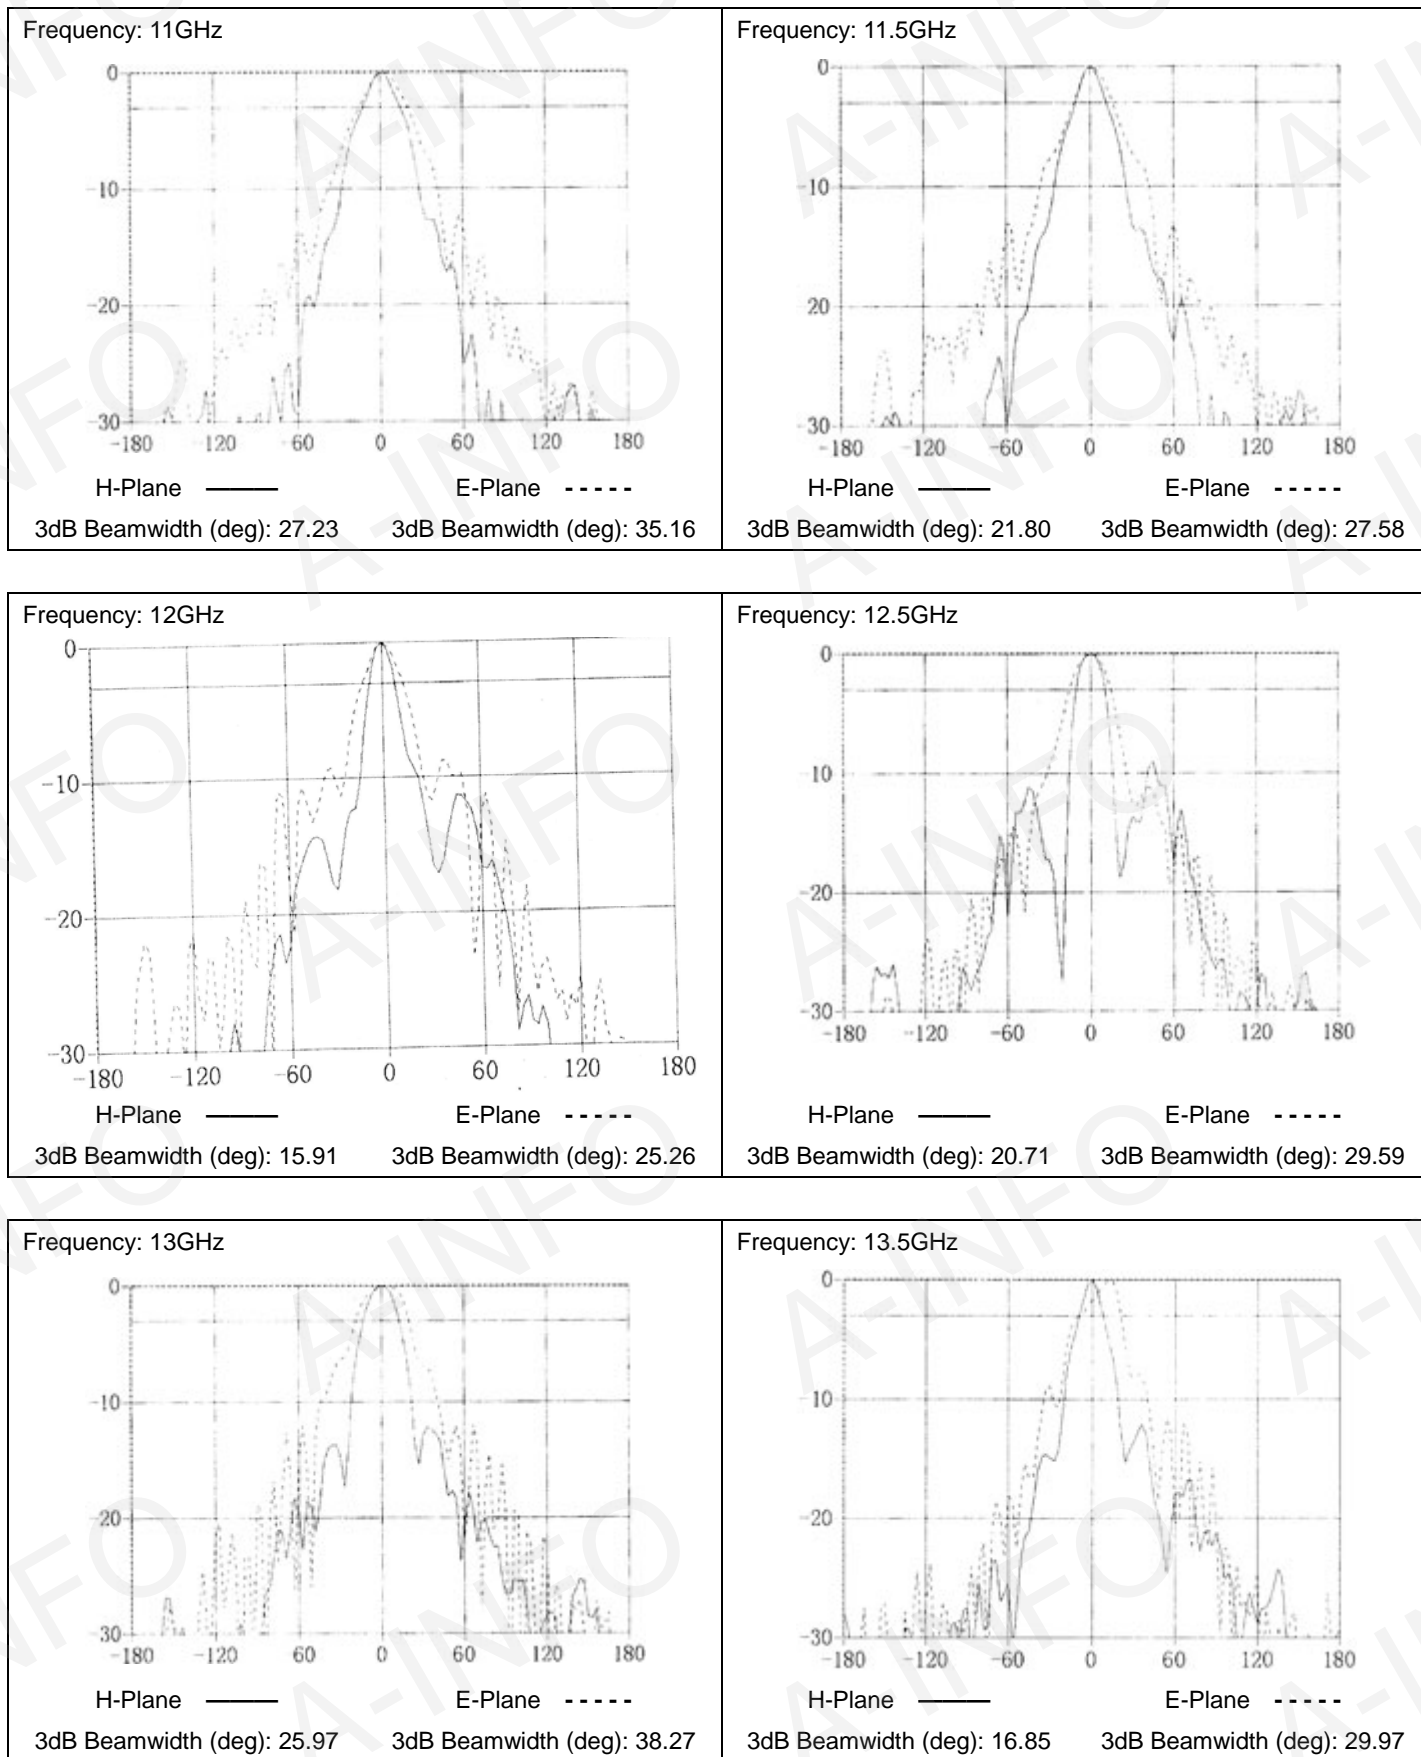 Frequency: 11GHz
0
-10
-20
-30
-180 -120 -60 0 60 120 180
H-Plane E-Plane
3dB Beamwidth (deg): 27.23 3dB Beamwidth (deg): 35.16
Frequency: 11.5GHz
0
-10
20
-30
-180 -120 -60 0 60 120 180
H-Plane E-Plane
3dB Beamwidth (deg): 21.80 3dB Beamwidth (deg): 27.58
Frequency: 12GHz
0
-10
-20
-30
-180 -120 -60 0 60 120 180
H-Plane E-Plane
3dB Beamwidth (deg): 15.91 3dB Beamwidth (deg): 25.26
Frequency: 12.5GHz
0
-10
-20
-30
-180 -120 -60 0 60 120 180
H-Plane E-Plane
3dB Beamwidth (deg): 20.71 3dB Beamwidth (deg): 29.59
Frequency: 13GHz
0
-10
-20
-30
-180 -120 -60 0 60 120 180
H-Plane E-Plane
3dB Beamwidth (deg): 25.97 3dB Beamwidth (deg): 38.27
Frequency: 13.5GHz
0
-10
-20
-30
-180 -120 -60 0 60 120 180
H-Plane E-Plane
3dB Beamwidth (deg): 16.85 3dB Beamwidth (deg): 29.97
A-INFO